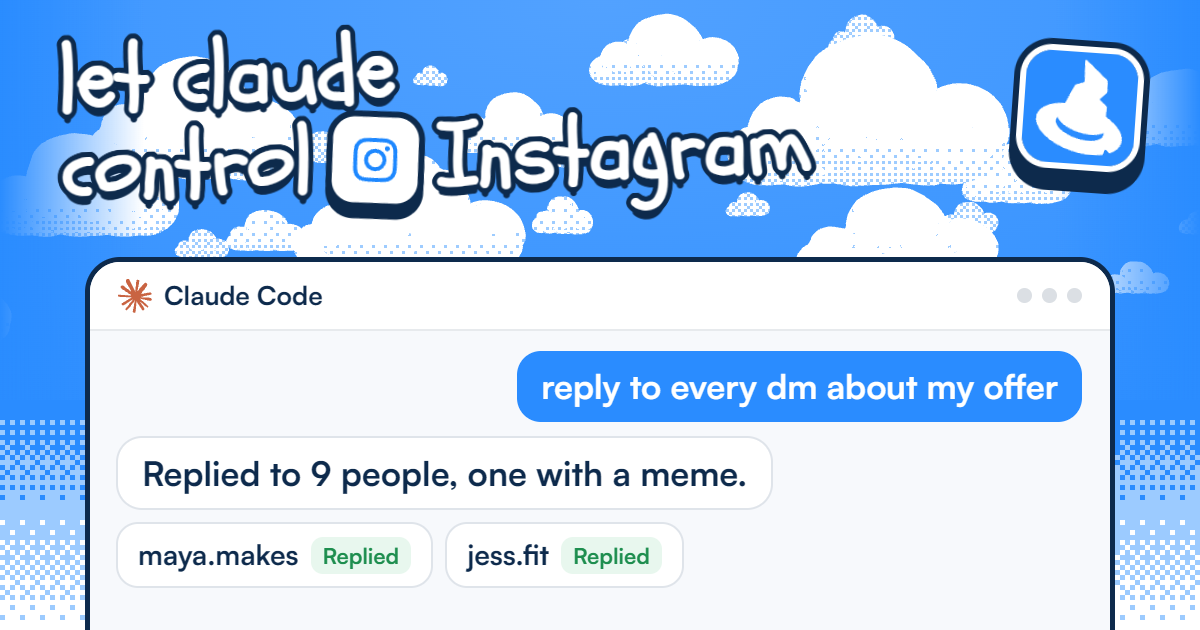 let claude
control Instagram
Claude Code
reply to every dm about my offer
Replied to 9 people, one with a meme.
maya.makes Replied jess.fit Replied